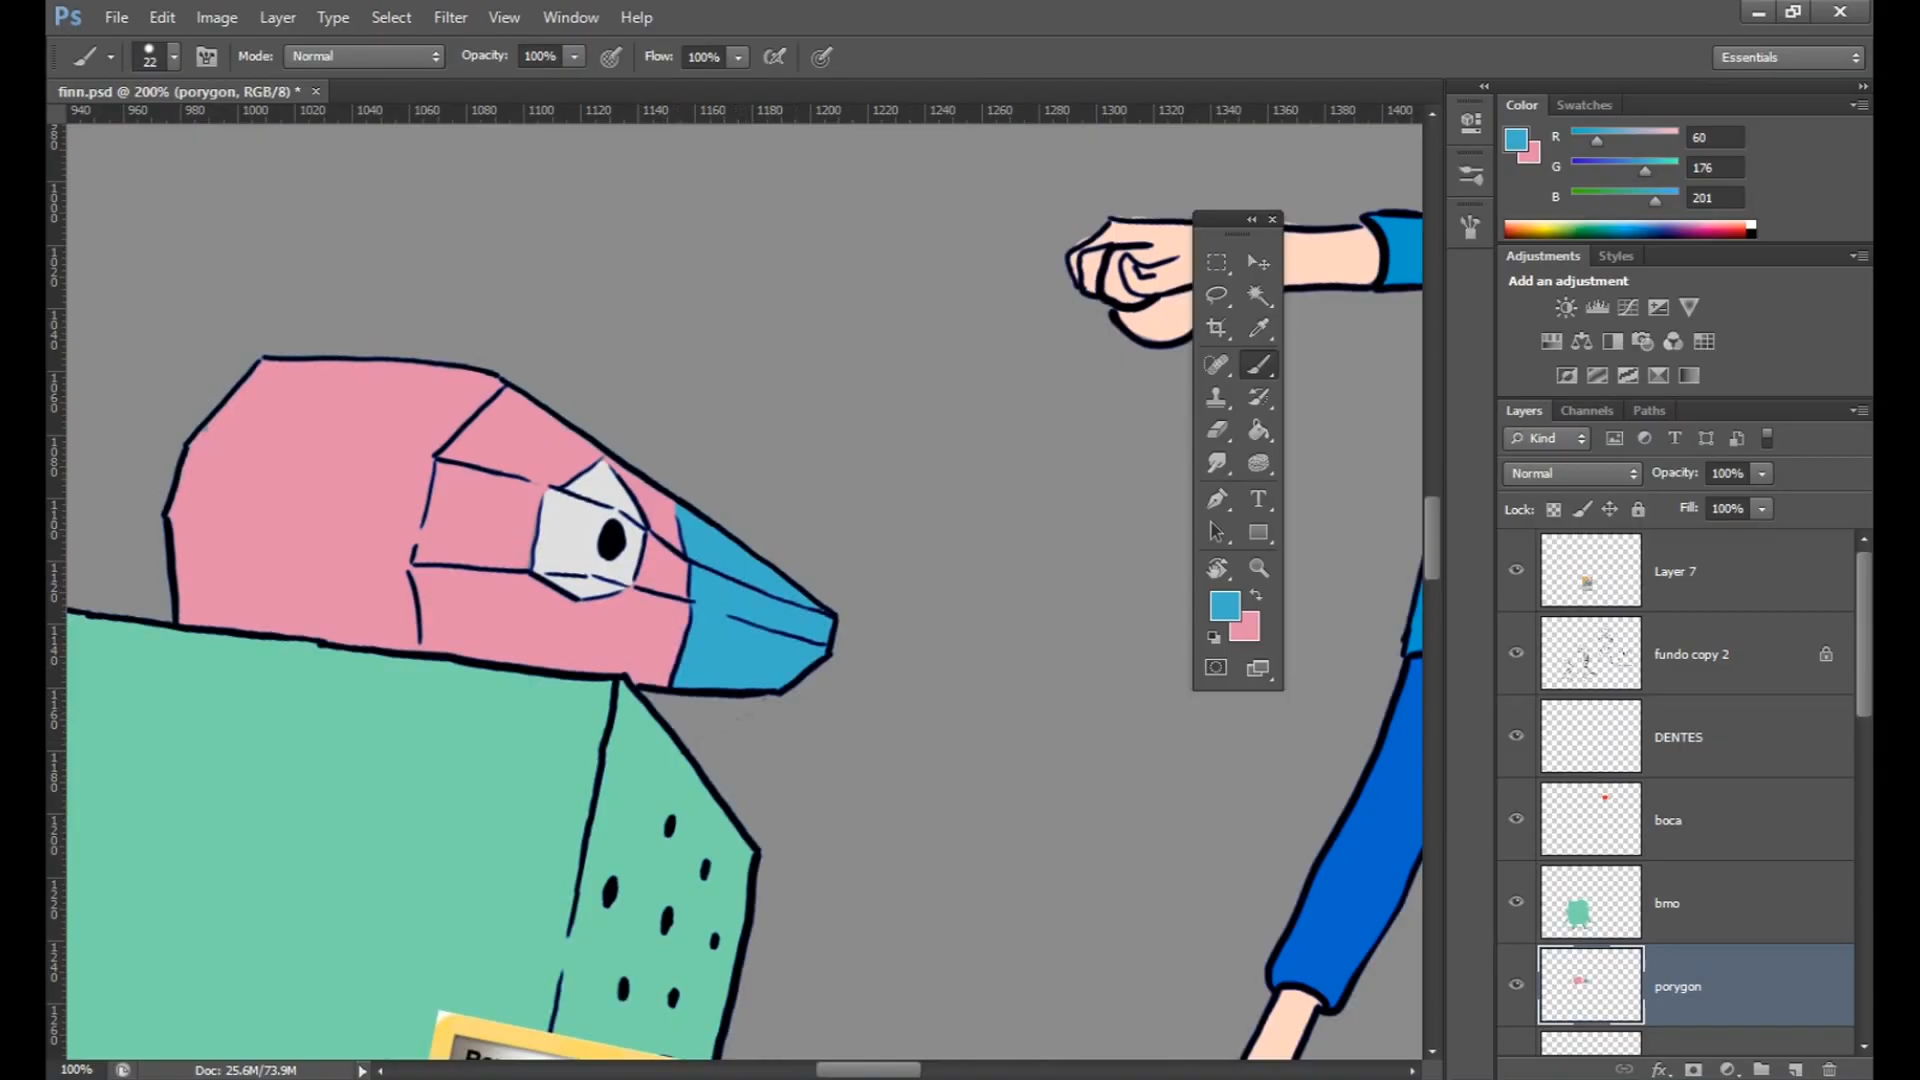 Ps File Edit Image Layer Type Select Filter View Window Help
22 Mode: Normal Opacity: 100% Flow: 100% Essentials
finn.psd @ 200% (porygon, RGB/8) * ×
940 960 980 1000 1020 1040 1060 1080 1100 1120 1140 1160 1180 1200 1220 1240 1260 1280 1300 1320 1340 1360 1380 1400
Color Swatches
R 60
G 176
B 201
Adjustments Styles
Add an adjustment
Layers Channels Paths
Kind
Normal Opacity: 100%
Lock: Fill: 100%
Layer 7
fundo copy 2
DENTES
boca
bmo
porygon
100% Doc: 25.6M/73.9M